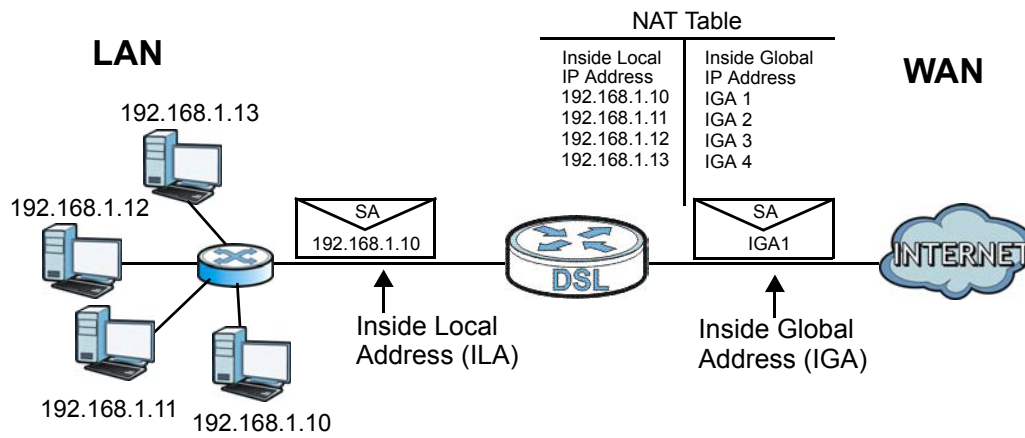 NAT Table
LAN
WAN
Inside Local
IP Address
192.168.1.10
192.168.1.11
192.168.1.12
192.168.1.13
Inside Global
IP Address
IGA 1
IGA 2
IGA 3
IGA 4
192.168.1.13
192.168.1.12
SA
192.168.1.10
SA
IGA1
DSL
INTERNET
Inside Local
Address (ILA)
Inside Global
Address (IGA)
192.168.1.11
192.168.1.10